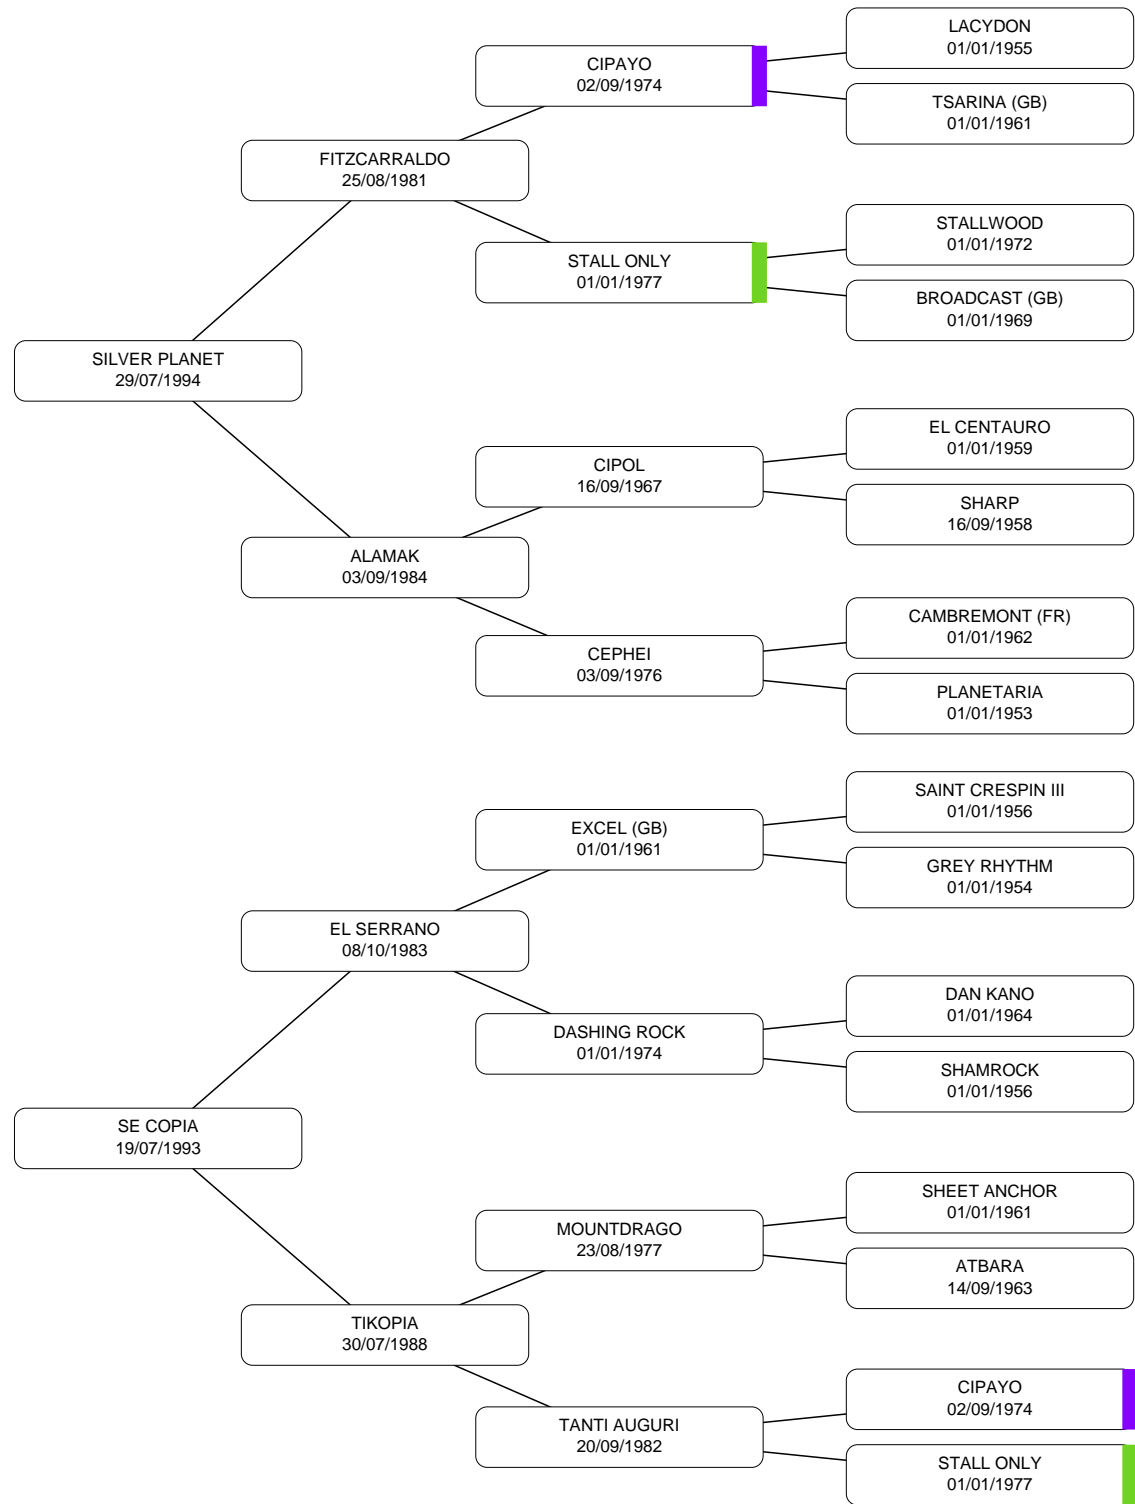 LACYDON
01/01/1955
CIPAYO
02/09/1974
TSARINA (GB)
01/01/1961
FITZCARRALDO
25/08/1981
STALLWOOD
01/01/1972
STALL ONLY
01/01/1977
BROADCAST (GB)
01/01/1969
SILVER PLANET
29/07/1994
EL CENTAURO
01/01/1959
CIPOL
16/09/1967
SHARP
16/09/1958
ALAMAK
03/09/1984
CAMBREMONT (FR)
01/01/1962
CEPHEI
03/09/1976
PLANETARIA
01/01/1953
SAINT CRESPIN III
01/01/1956
EXCEL (GB)
01/01/1961
GREY RHYTHM
01/01/1954
EL SERRANO
08/10/1983
DAN KANO
01/01/1964
DASHING ROCK
01/01/1974
SHAMROCK
01/01/1956
SE COPIA
19/07/1993
SHEET ANCHOR
01/01/1961
MOUNTDRAGO
23/08/1977
ATBARA
14/09/1963
TIKOPIA
30/07/1988
CIPAYO
02/09/1974
TANTI AUGURI
20/09/1982
STALL ONLY
01/01/1977